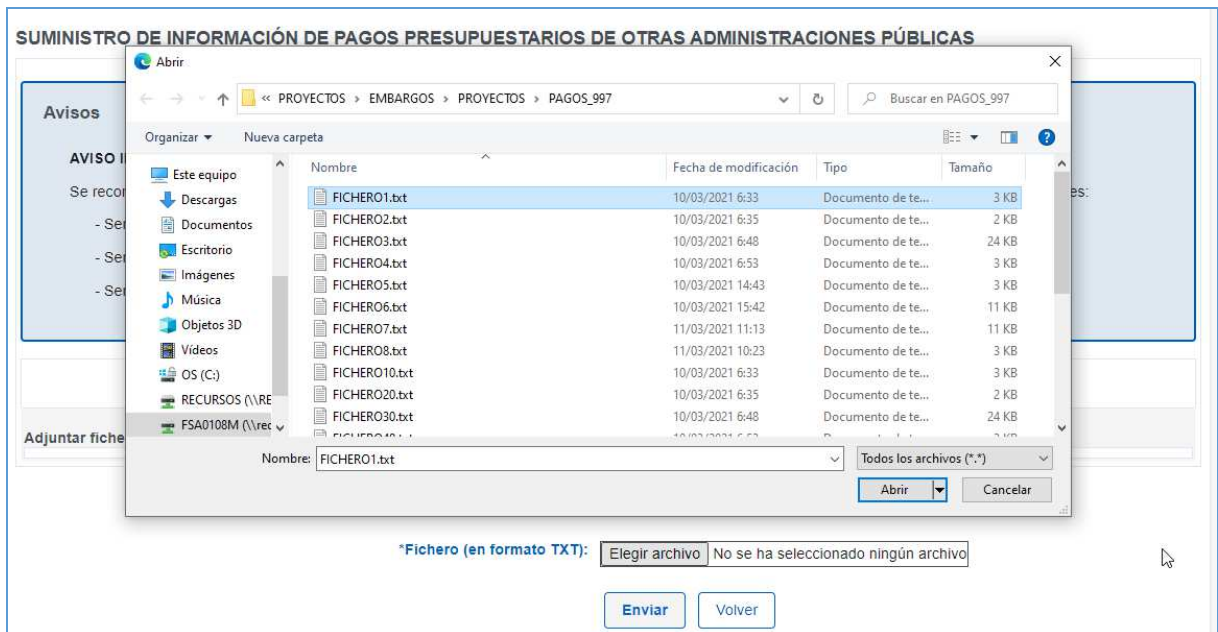 SUMINISTRO DE INFORMACIÓN DE PAGOS PRESUPUESTARIOS DE OTRAS ADMINISTRACIONES PÚBLICAS
Abrir
« PROYECTOS › EMBARGOS › PROYECTOS › PAGOS_997
Buscar en PAGOS_997
Avisos
Organizar
Nueva carpeta
AVISO
Se recor
es:
- Ser
- Ser
- Ser
Este equipo
Descargas
Documentos
Escritorio
Imágenes
Música
Objetos 3D
Vídeos
OS (C:)
RECURSOS (\\RE
FSA0108M (\\rec
Nombre Fecha de modificación Tipo Tamaño
FICHERO1.txt 10/03/2021 6:33 Documento de te... 3 KB
FICHERO2.txt 10/03/2021 6:35 Documento de te... 2 KB
FICHERO3.txt 10/03/2021 6:48 Documento de te... 24 KB
FICHERO4.txt 10/03/2021 6:53 Documento de te... 3 KB
FICHERO5.txt 10/03/2021 14:43 Documento de te... 3 KB
FICHERO6.txt 10/03/2021 15:42 Documento de te... 11 KB
FICHERO7.txt 11/03/2021 11:13 Documento de te... 11 KB
FICHERO8.txt 11/03/2021 10:23 Documento de te... 3 KB
FICHERO10.txt 10/03/2021 6:33 Documento de te... 3 KB
FICHERO20.txt 10/03/2021 6:35 Documento de te... 2 KB
FICHERO30.txt 10/03/2021 6:48 Documento de te... 24 KB
Adjuntar fiche
Nombre: FICHERO1.txt
Todos los archivos (*.*)
Abrir
Cancelar
*Fichero (en formato TXT): Elegir archivo No se ha seleccionado ningún archivo
Enviar Volver